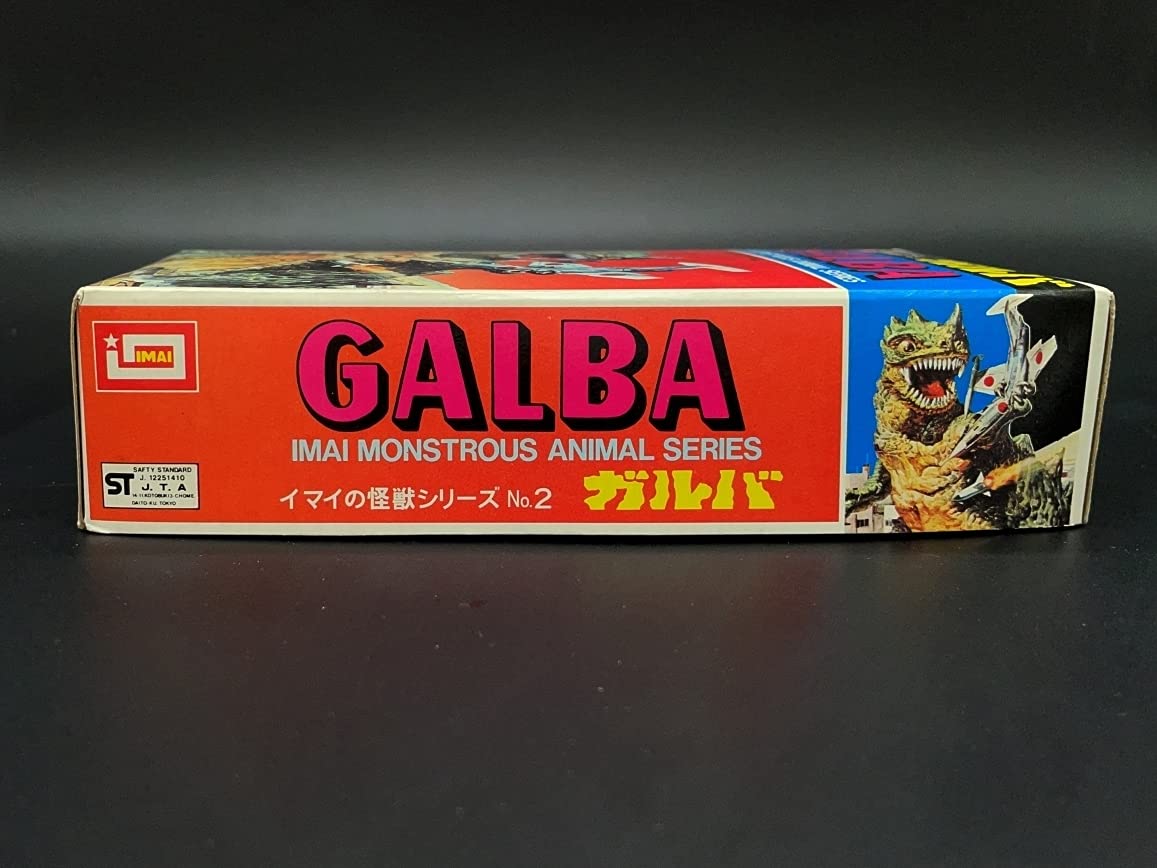 IMAI
GALBA
IMAI MONSTROUS ANIMAL SERIES
イマイの怪獣シリーズ No.2 ガルバ
ST
SAFTY STANDARD
J. 12251410
J. T. A